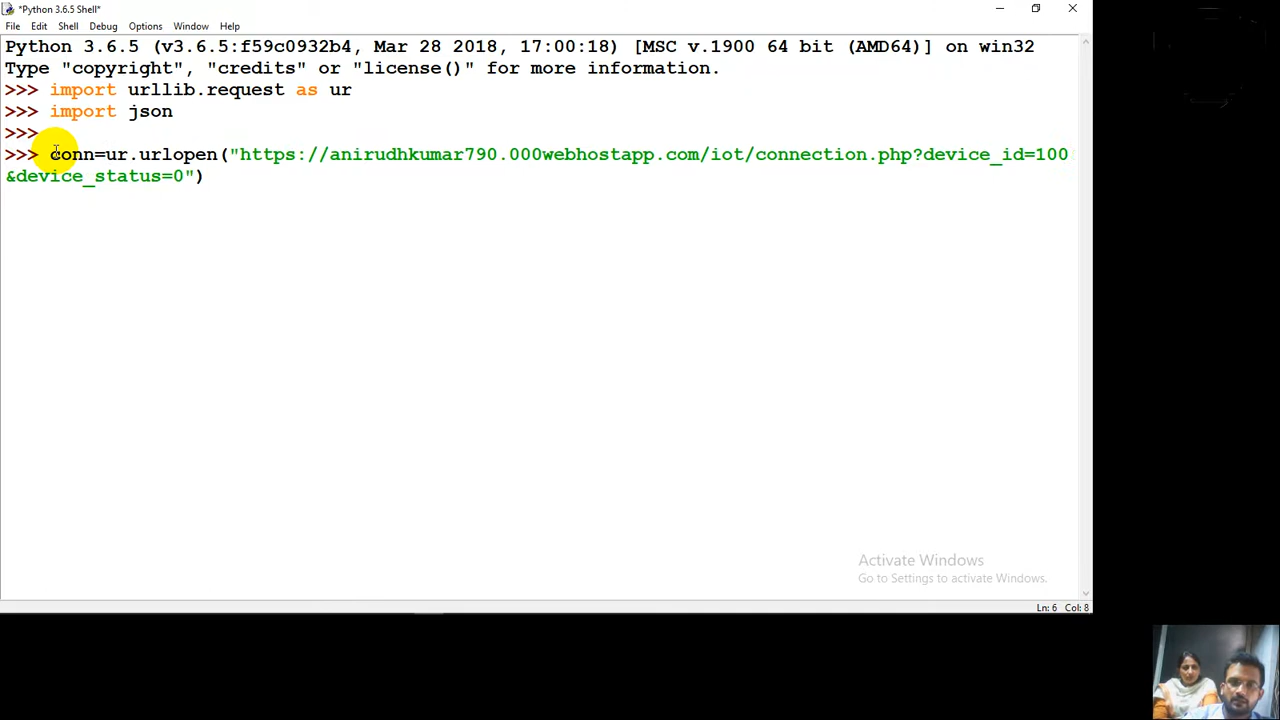 *Python 3.6.5 Shell*
File Edit Shell Debug Options Window Help
Python 3.6.5 (v3.6.5:f59c0932b4, Mar 28 2018, 17:00:18) [MSC v.1900 64 bit (AMD64)] on win32
Type "copyright", "credits" or "license()" for more information.
>>> import urllib.request as ur
>>> import json
>>>
>>> conn=ur.urlopen("https://anirudhkumar790.000webhostapp.com/iot/connection.php?device_id=100
&device_status=0")
Activate Windows
Go to Settings to activate Windows.
Ln: 6 Col: 8